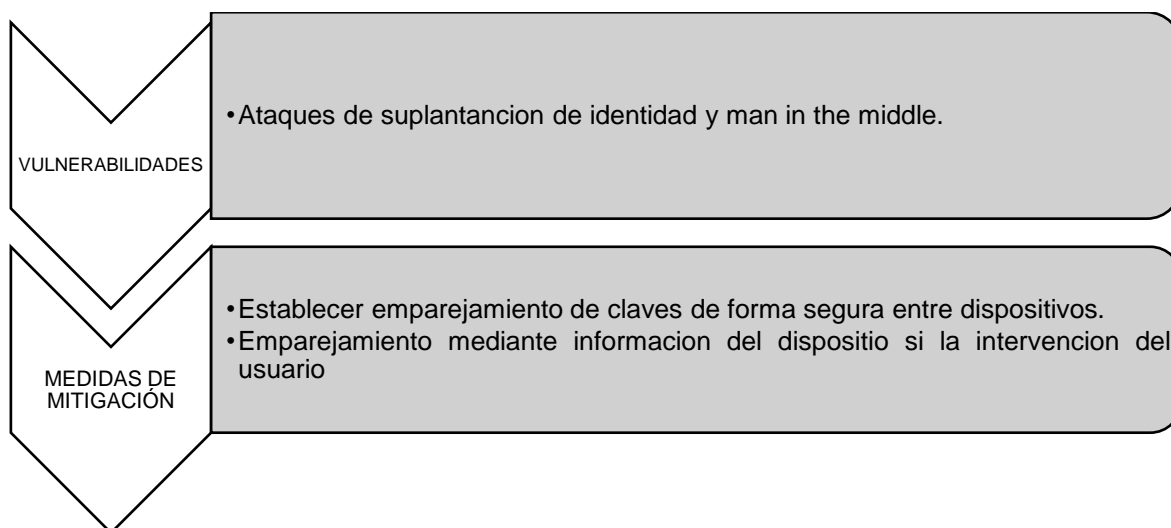 VULNERABILIDADES
•Ataques de suplantancion de identidad y man in the middle.
MEDIDAS DE
MITIGACIÓN
•Establecer emparejamiento de claves de forma segura entre dispositivos.
•Emparejamiento mediante informacion del dispositio si la intervencion del
usuario